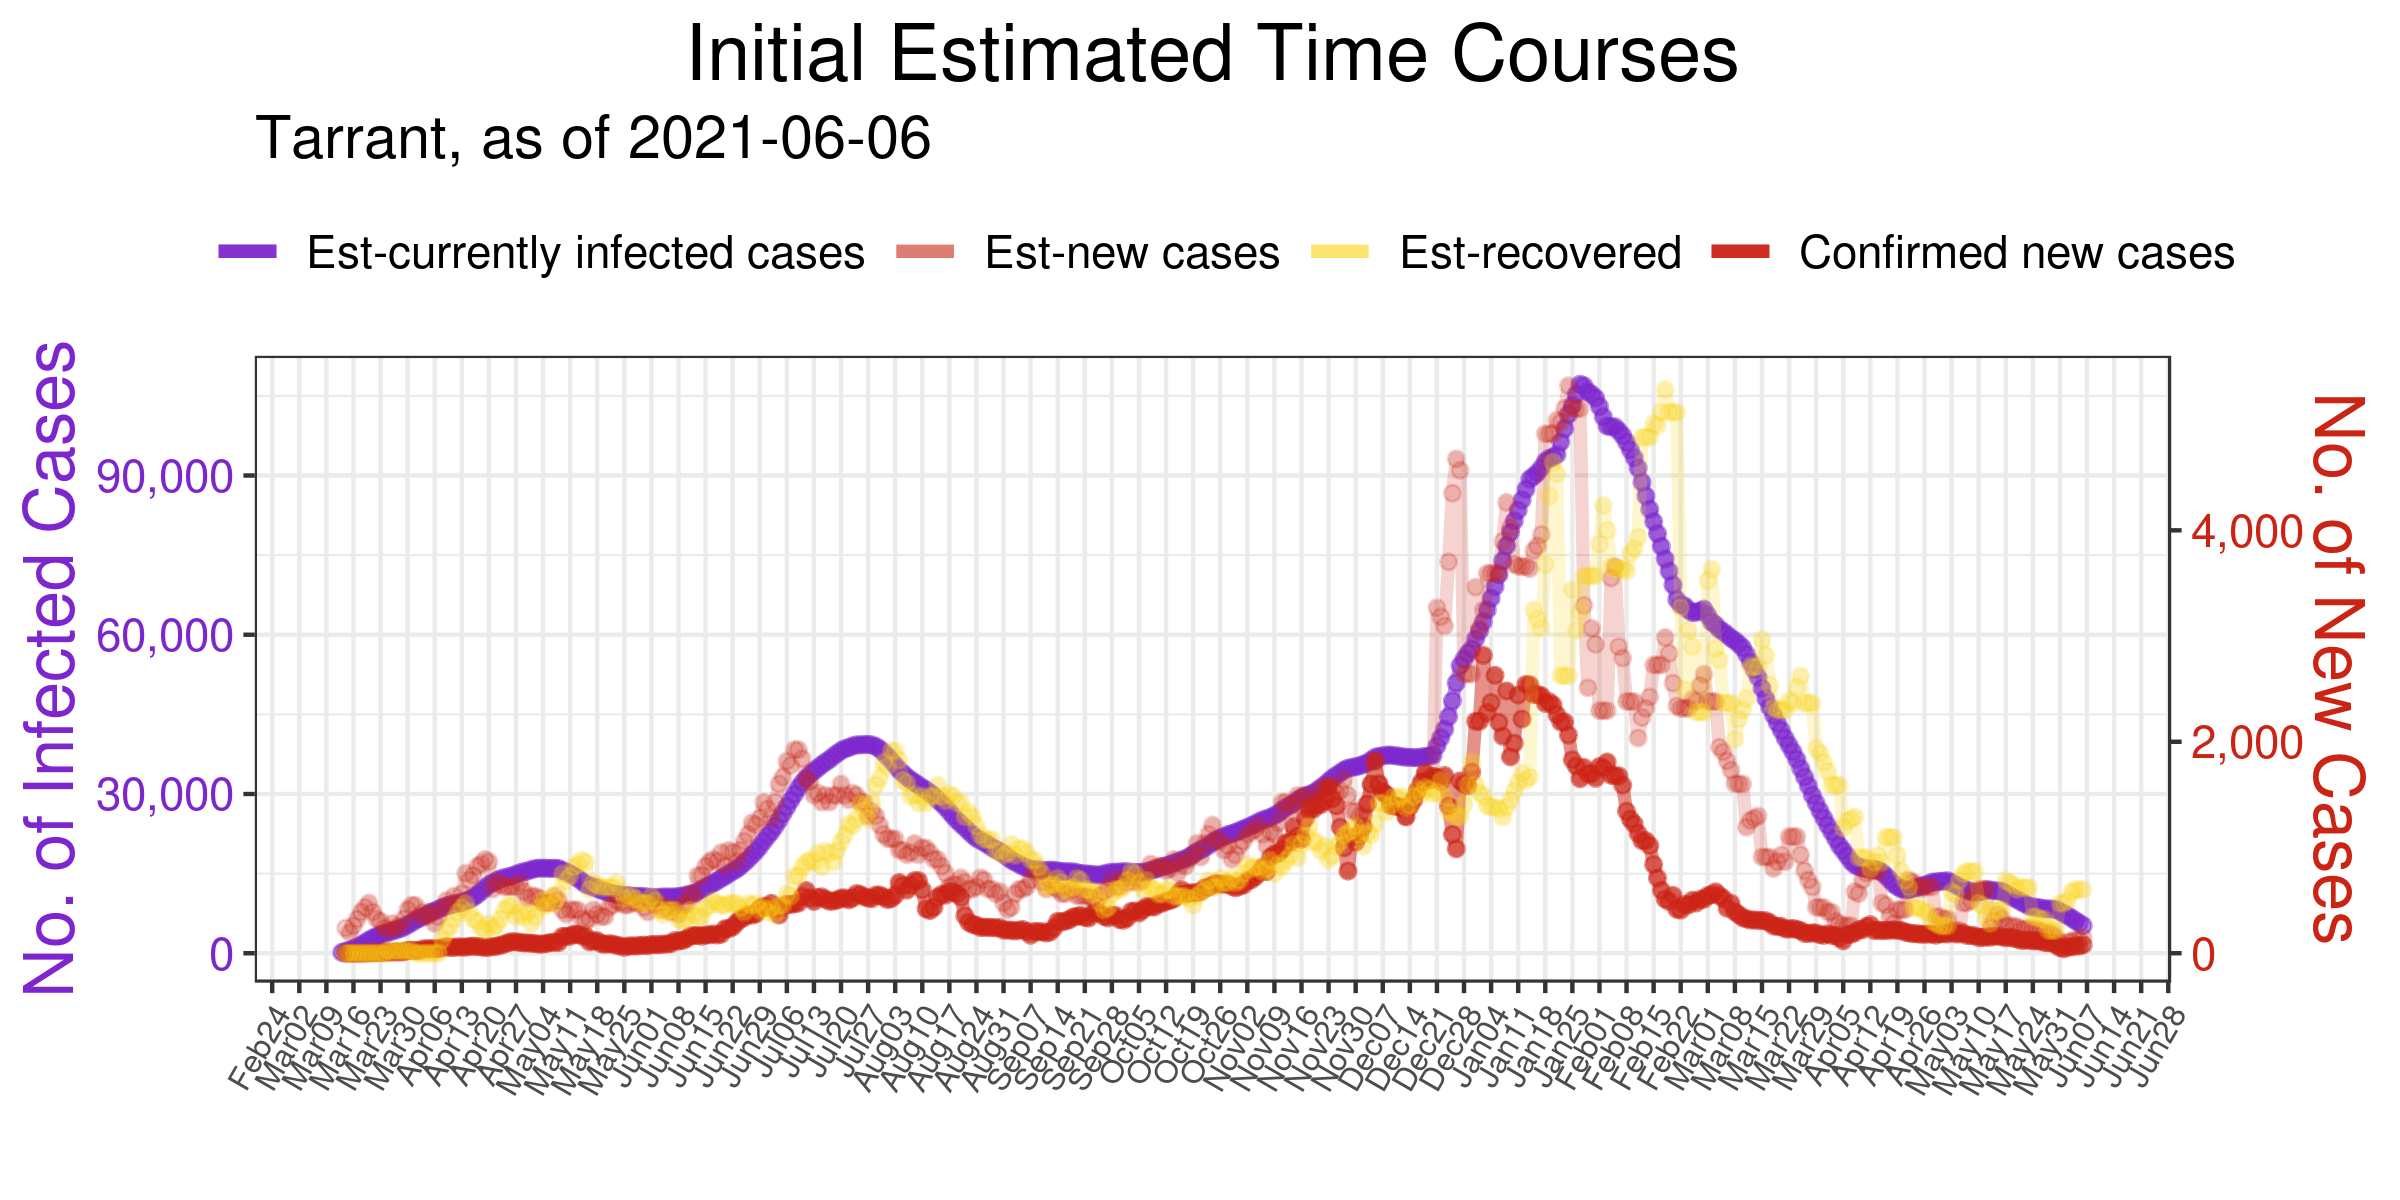 Initial Estimated Time Courses
Tarrant, as of 2021-06-06
Est-currently infected cases Est-new cases Est-recovered Confirmed new cases
No. of Infected Cases
90,000
60,000
30,000
0
4,000
2,000
0
No. of New Cases
Feb24 Mar02 Mar09 Mar16 Mar23 Mar30 Apr06 Apr13 Apr20 Apr27 May04 May11 May18 May25 Jun01 Jun08 Jun15 Jun22 Jun29 Jul06 Jul13 Jul20 Jul27 Aug03 Aug10 Aug17 Aug24 Aug31 Sep07 Sep14 Sep21 Sep28 Oct05 Oct12 Oct19 Oct26 Nov02 Nov09 Nov16 Nov23 Nov30 Dec07 Dec14 Dec21 Dec28 Jan04 Jan11 Jan18 Jan25 Feb01 Feb08 Feb15 Feb22 Mar01 Mar08 Mar15 Mar22 Mar29 Apr05 Apr12 Apr19 Apr26 May03 May10 May17 May24 May31 Jun07 Jun14 Jun21 Jun28